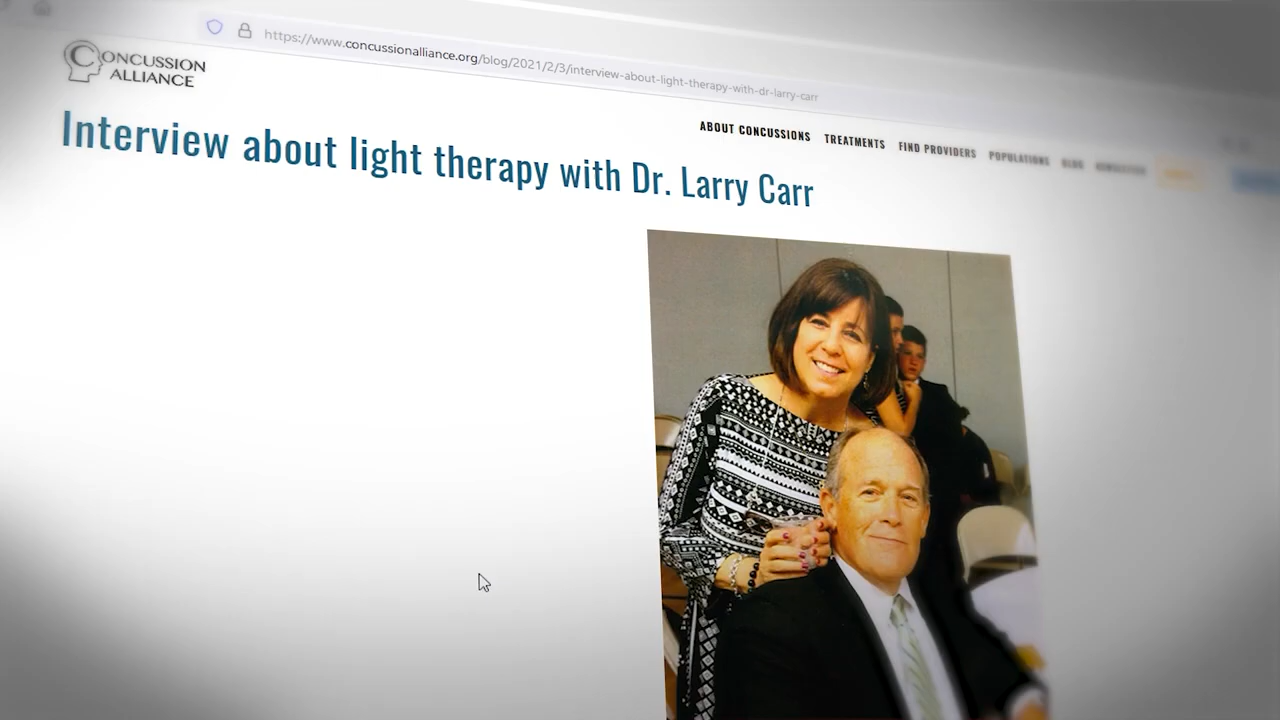 https://www.concussionalliance.org/blog/2021/2/3/interview-about-light-therapy-with-dr-larry-carr
CONCUSSION
ALLIANCE
ABOUT CONCUSSIONS TREATMENTS FIND PROVIDERS POPULATIONS BLOG NEWSLETTER
Interview about light therapy with Dr. Larry Carr